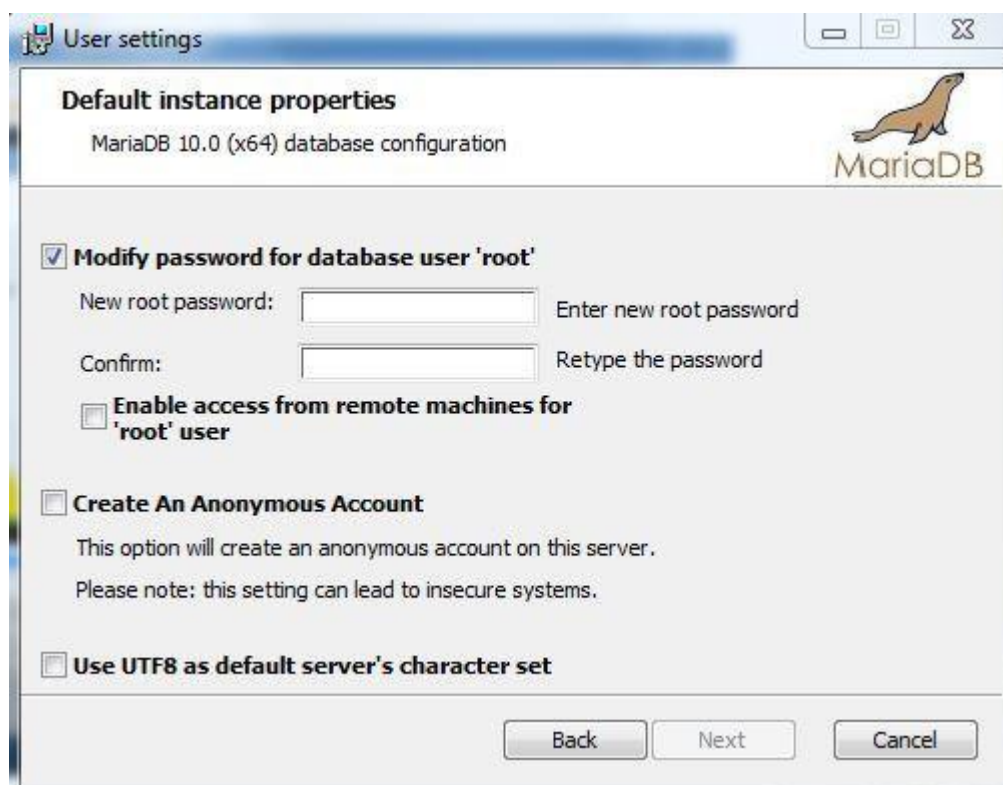 User settings
Default instance properties
MariaDB 10.0 (x64) database configuration
MariaDB
Modify password for database user 'root'
New root password:
Enter new root password
Confirm:
Retype the password
Enable access from remote machines for
'root' user
Create An Anonymous Account
This option will create an anonymous account on this server.
Please note: this setting can lead to insecure systems.
Use UTF8 as default server's character set
Back
Next
Cancel